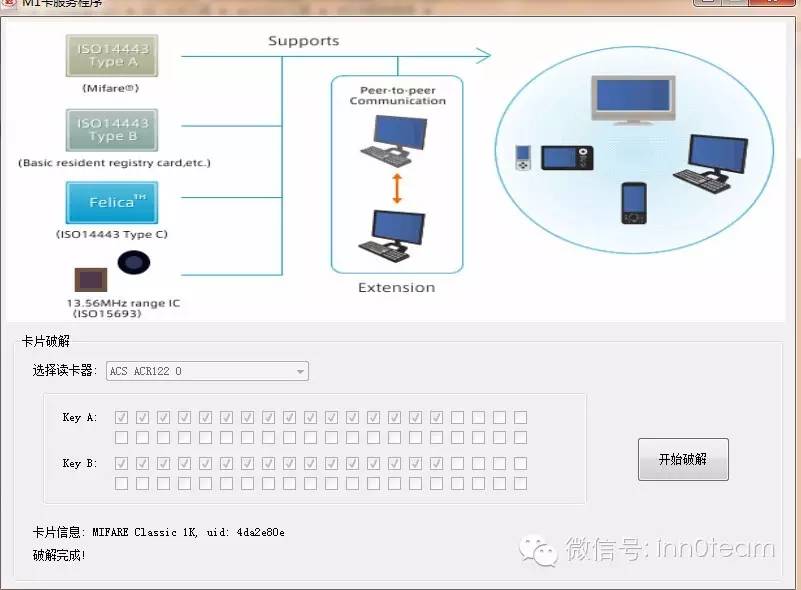 M1卡服务程序
Supports
ISO14443
Type A
(Mifare®)
ISO14443
Type B
(Basic resident registry card,etc.)
Felica™
(ISO14443 Type C)
13.56MHz range IC
(ISO15693)
Peer-to-peer
Communication
Extension
卡片破解
选择读卡器: ACS ACR122 0
Key A:
Key B:
开始破解
卡片信息: MIFARE Classic 1K, uid: 4da2e80e
破解完成!
微信号: inn0team